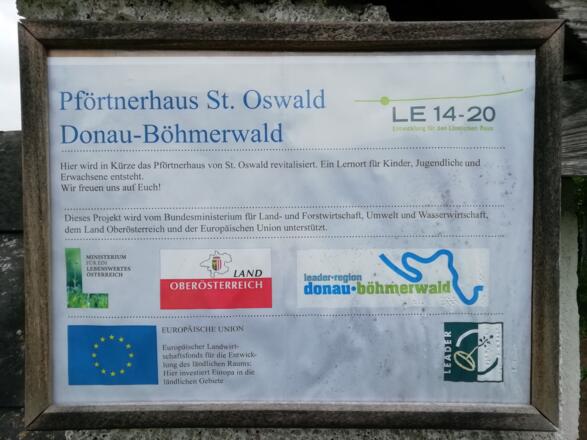 Pförtnerhaus St. Oswald
Donau-Böhmerwald
LE 14-20
Entwicklung für den Ländlichen Raum
Hier wird in Kürze das Pförtnerhaus von St. Oswald revitalisiert. Ein Lernort für Kinder, Jugendliche und
Erwachsene entsteht.
Wir freuen uns auf Euch!
Dieses Projekt wird vom Bundesministerium für Land- und Forstwirtschaft, Umwelt und Wasserwirtschaft,
dem Land Oberösterreich und der Europäischen Union unterstützt.
MINISTERIUM
FÜR EIN
LEBENSWERTES
ÖSTERREICH
LAND
OBERÖSTERREICH
leader-region
donau-böhmerwald
EUROPÄISCHE UNION
Europäischer Landwirt-
schaftsfonds für die Entwick-
lung des ländlichen Raums:
Hier investiert Europa in die
ländlichen Gebiete
LEADER